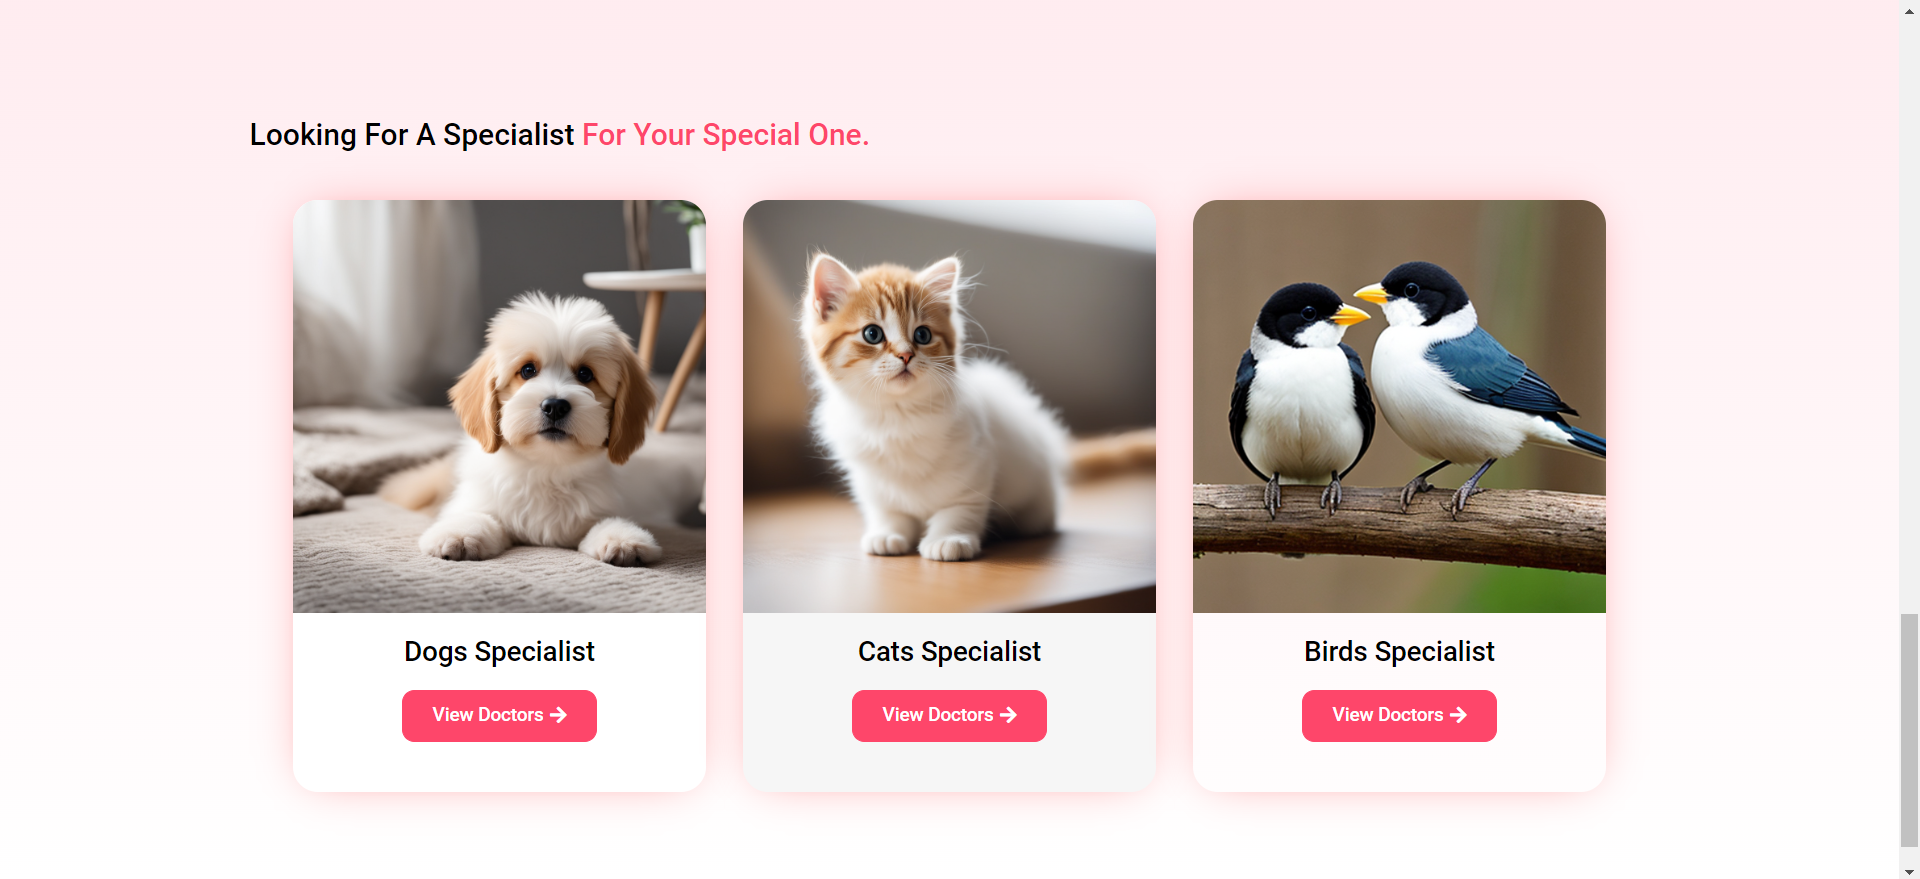 Looking For A Specialist For Your Special One.
Dogs Specialist
View Doctors →
Cats Specialist
View Doctors →
Birds Specialist
View Doctors →